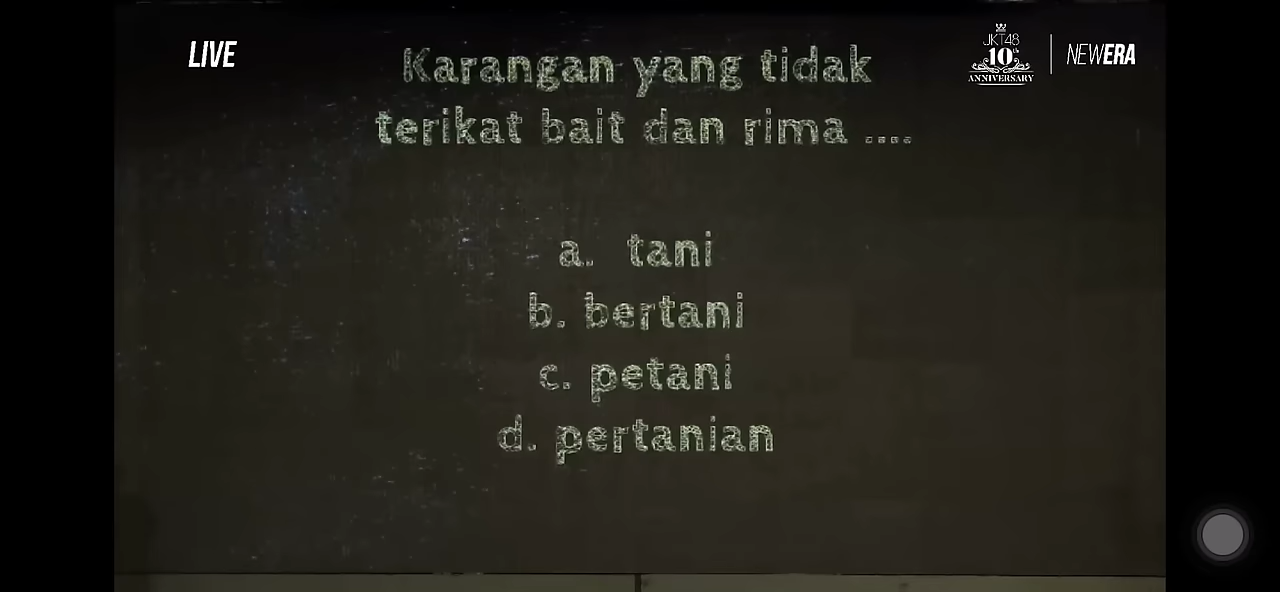 LIVE
JKT48
10th
ANNIVERSARY
NEWERA
Karangan yang tidak
terikat bait dan rima ....
a. tani
b. bertani
c. petani
d. pertanian